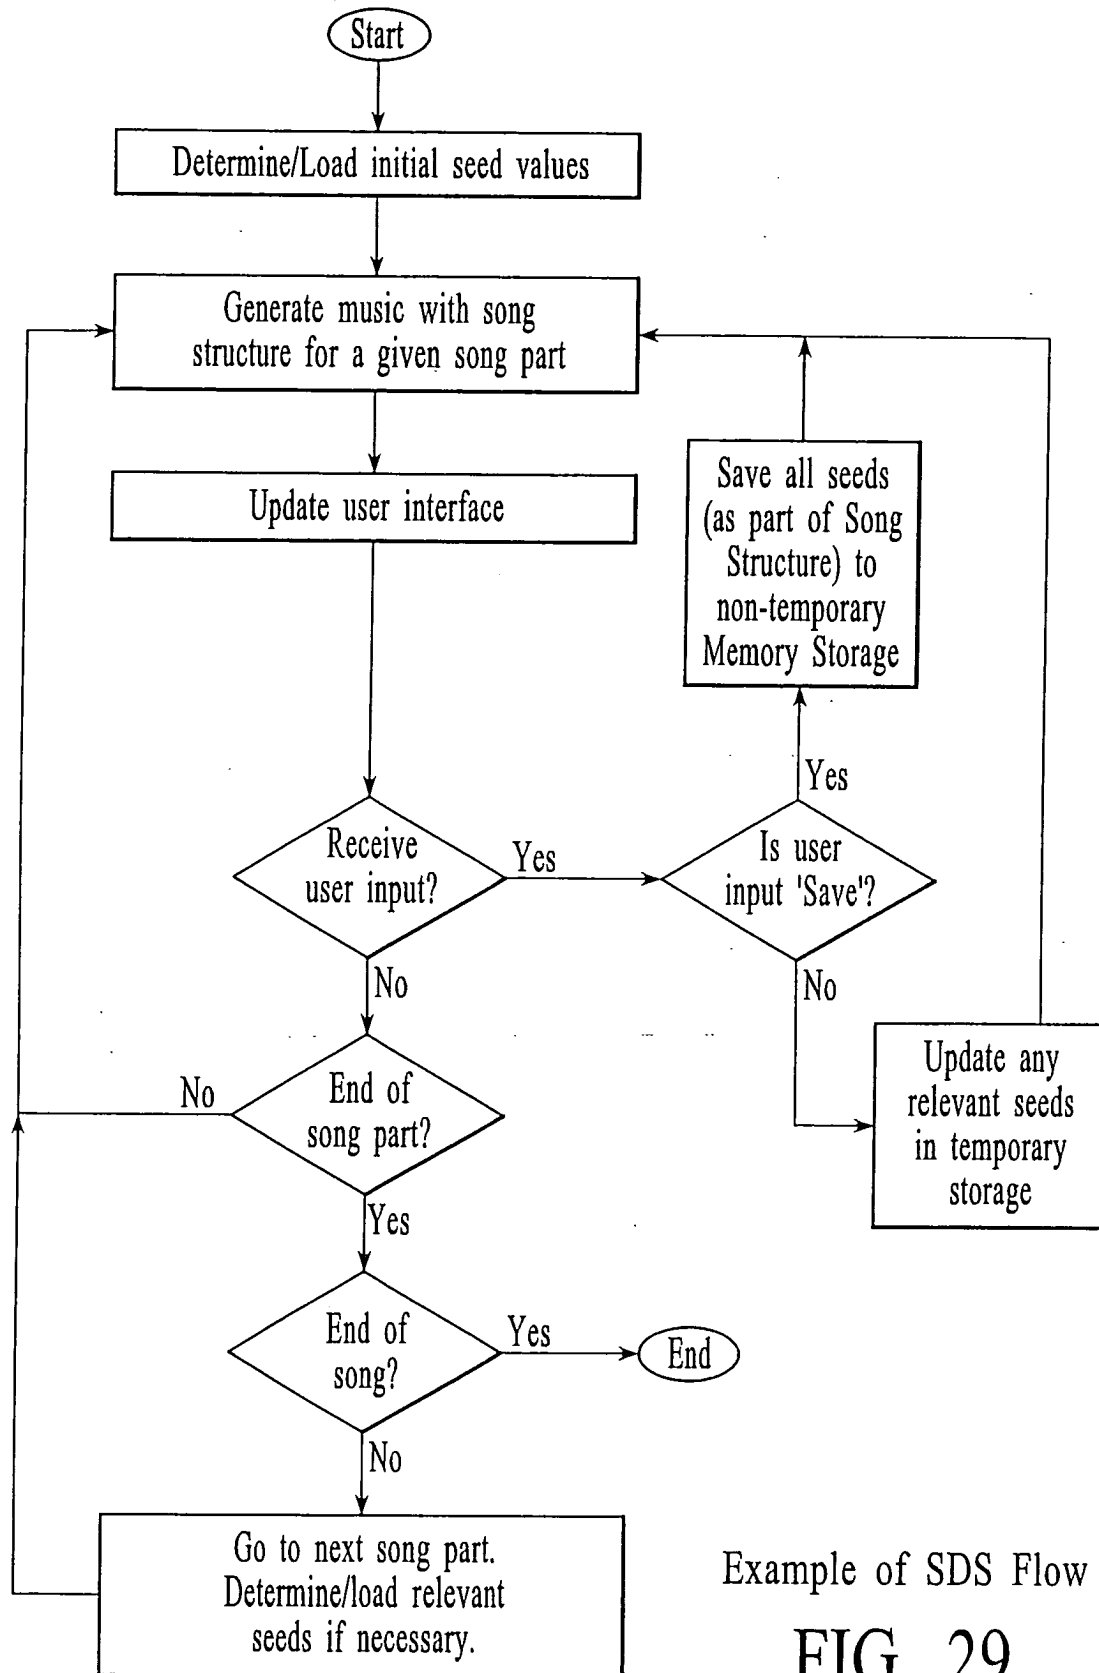 Start
Determine/Load initial seed values
Generate music with song
structure for a given song part
Update user interface
Save all seeds
(as part of Song
Structure) to
non-temporary
Memory Storage
Yes
Receive
user input?
Yes
Is user
input 'Save'?
No
No
Update any
relevant seeds
in temporary
storage
No
End of
song part?
Yes
End of
song?
Yes
End
No
Go to next song part.
Determine/load relevant
seeds if necessary.
Example of SDS Flow
FIG. 29